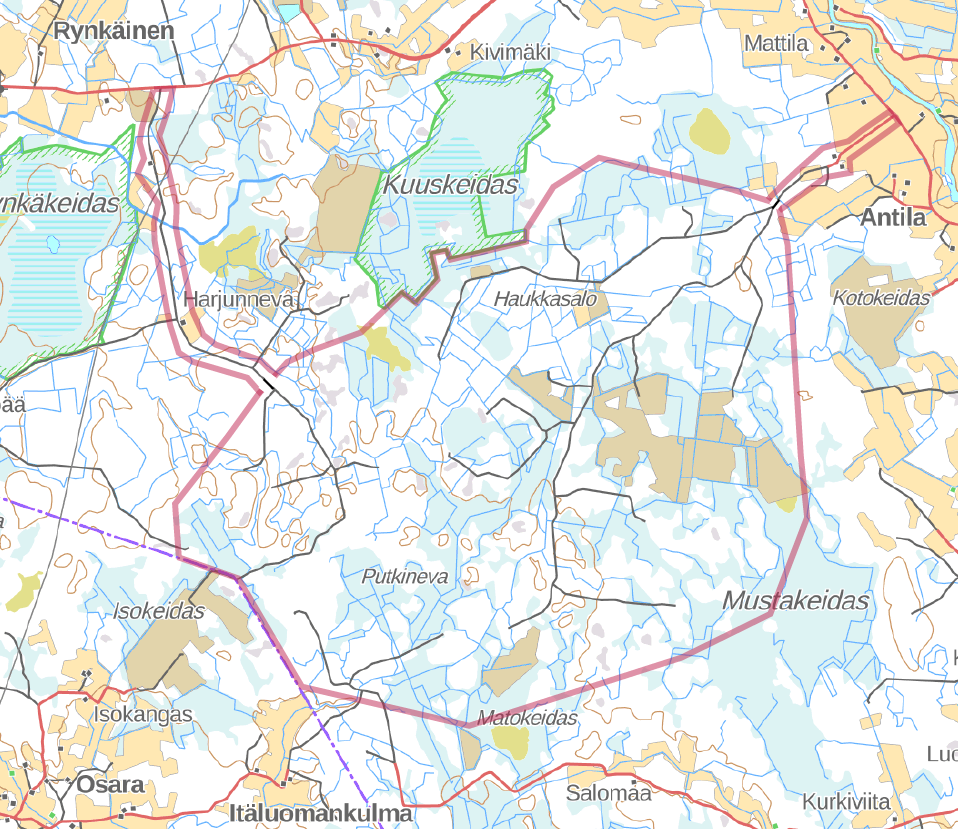 Rynkäinen
Kivimäki
Mattila
Kuuskeidas
Antila
Harjunneva
Haukkasalo
Kotokeidas
Putkineva
Isokeidas
Mustakeidas
Isokangas
Matokeidas
Osara
Salomaa
Itäluomankulma
Kurkiviita